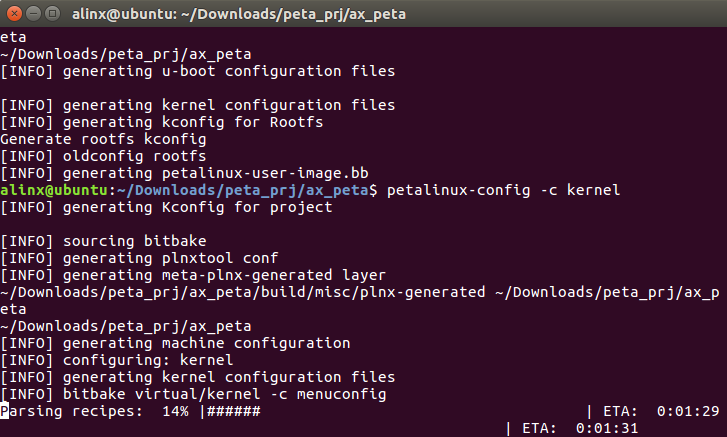 alinx@ubuntu: ~/Downloads/peta_prj/ax_peta
eta
~/Downloads/peta_prj/ax_peta
[INFO] generating u-boot configuration files
[INFO] generating kernel configuration files
[INFO] generating kconfig for Rootfs
Generate rootfs kconfig
[INFO] oldconfig rootfs
[INFO] generating petalinux-user-image.bb
alinx@ubuntu:~/Downloads/peta_prj/ax_peta$ petalinux-config -c kernel
[INFO] generating Kconfig for project
[INFO] sourcing bitbake
[INFO] generating plnxtool conf
[INFO] generating meta-plnx-generated layer
~/Downloads/peta_prj/ax_peta/build/misc/plnx-generated ~/Downloads/peta_prj/ax_p
eta
~/Downloads/peta_prj/ax_peta
[INFO] generating machine configuration
[INFO] configuring: kernel
[INFO] generating kernel configuration files
[INFO] bitbake virtual/kernel -c menuconfig
Parsing recipes:  14% |######                                      | ETA:  0:01:29
| ETA:  0:01:31